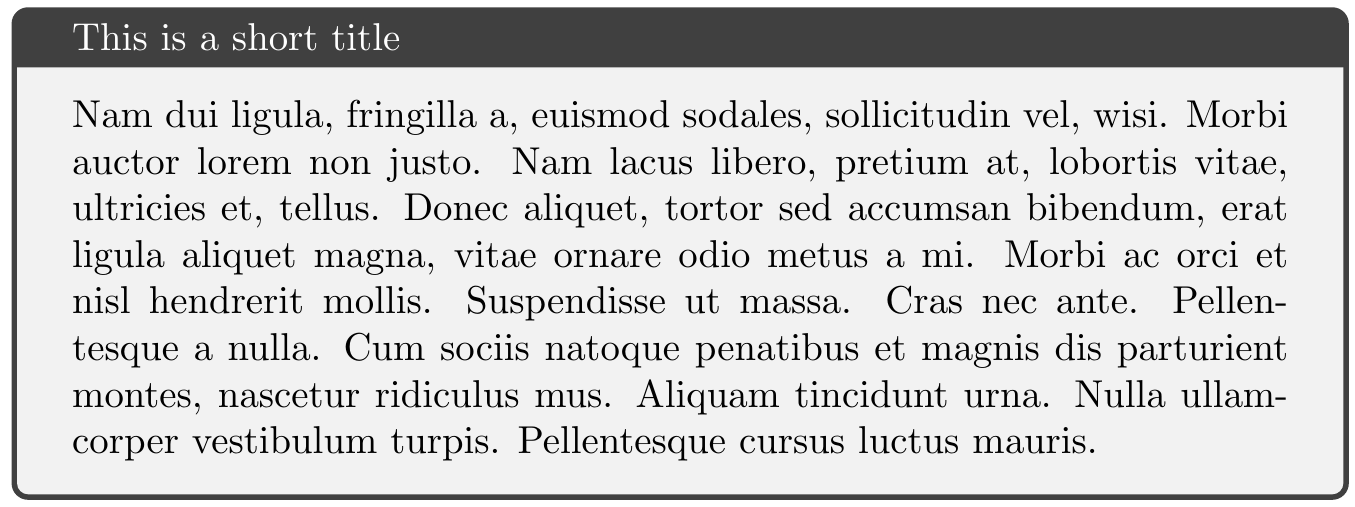 This is a short title
Nam dui ligula, fringilla a, euismod sodales, sollicitudin vel, wisi. Morbi
auctor lorem non justo. Nam lacus libero, pretium at, lobortis vitae,
ultricies et, tellus. Donec aliquet, tortor sed accumsan bibendum, erat
ligula aliquet magna, vitae ornare odio metus a mi. Morbi ac orci et
nisl hendrerit mollis. Suspendisse ut massa. Cras nec ante. Pellen-
tesque a nulla. Cum sociis natoque penatibus et magnis dis parturient
montes, nascetur ridiculus mus. Aliquam tincidunt urna. Nulla ullam-
corper vestibulum turpis. Pellentesque cursus luctus mauris.